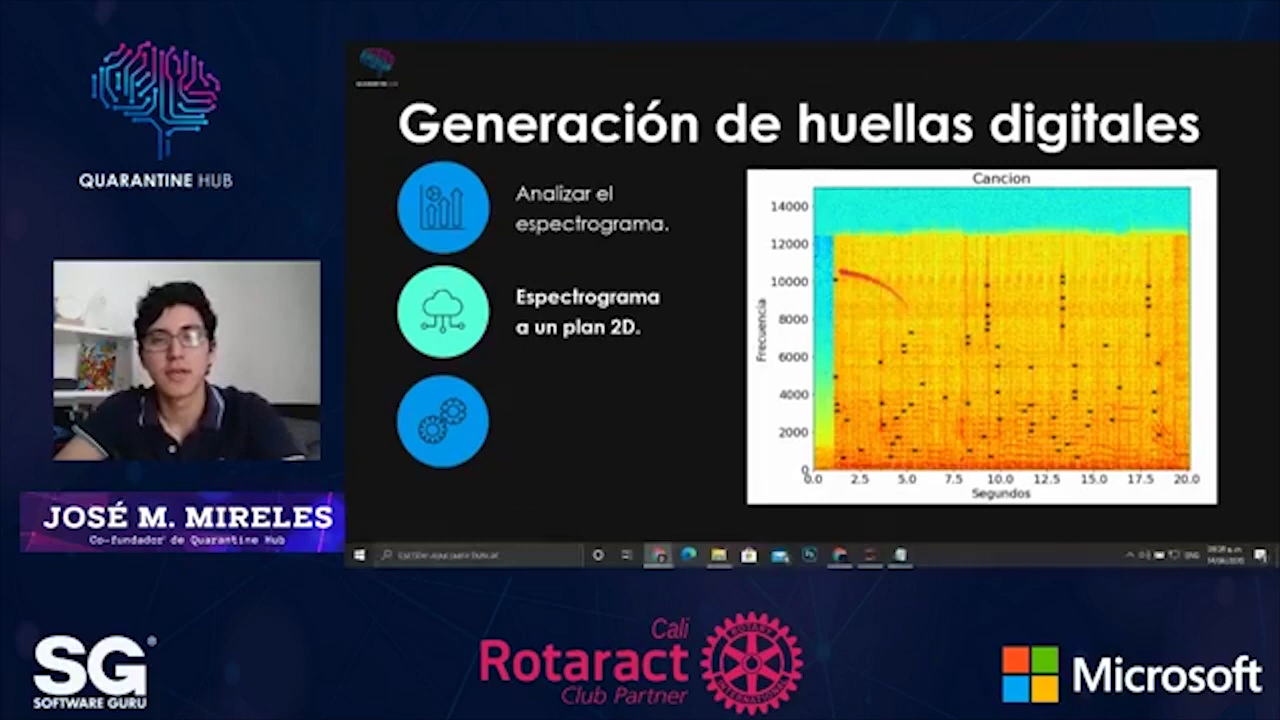 QUARANTINE HUB
JOSÉ M. MIRELES
Co-fundador de Quarantine Hub
Generación de huellas digitales
Analizar el
espectrograma.
Espectrograma
a un plan 2D.
Cancion
14000
12000
10000
8000
6000
4000
2000
0
Frecuencia
0.0 2.5 5.0 7.5 10.0 12.5 15.0 17.5 20.0
Segundos
SG
SOFTWARE GURU
Cali
Rotaract
Club Partner
ROTARY
INTERNATIONAL
Microsoft